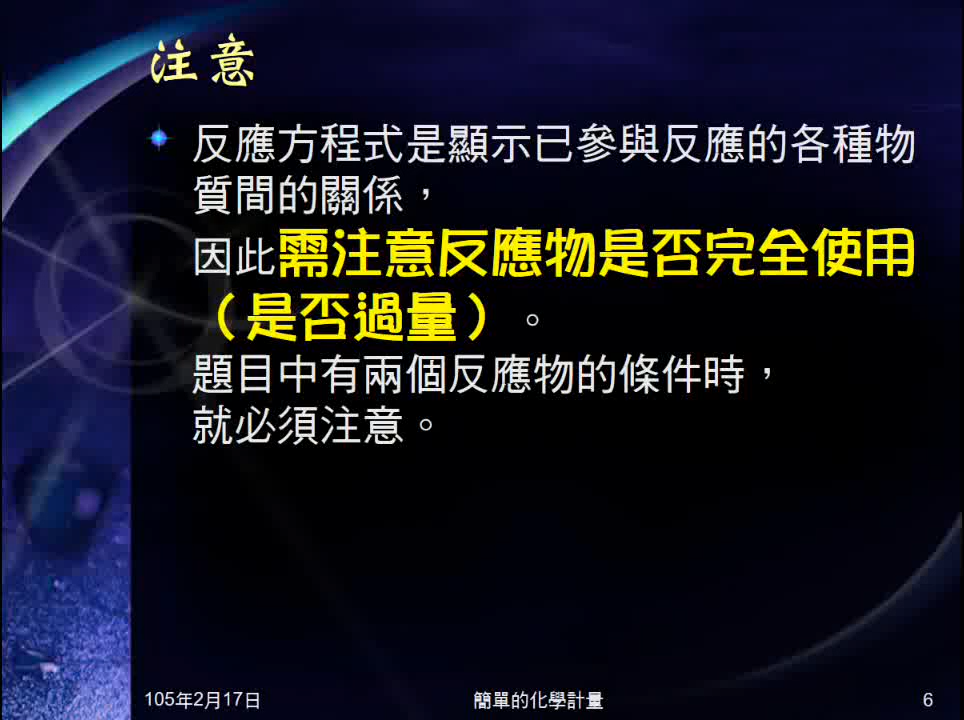 注意
反應方程式是顯示已參與反應的各種物
質間的關係，
因此需注意反應物是否完全使用
（是否過量）。
題目中有兩個反應物的條件時，
就必須注意。
105年2月17日
簡單的化學計量
6